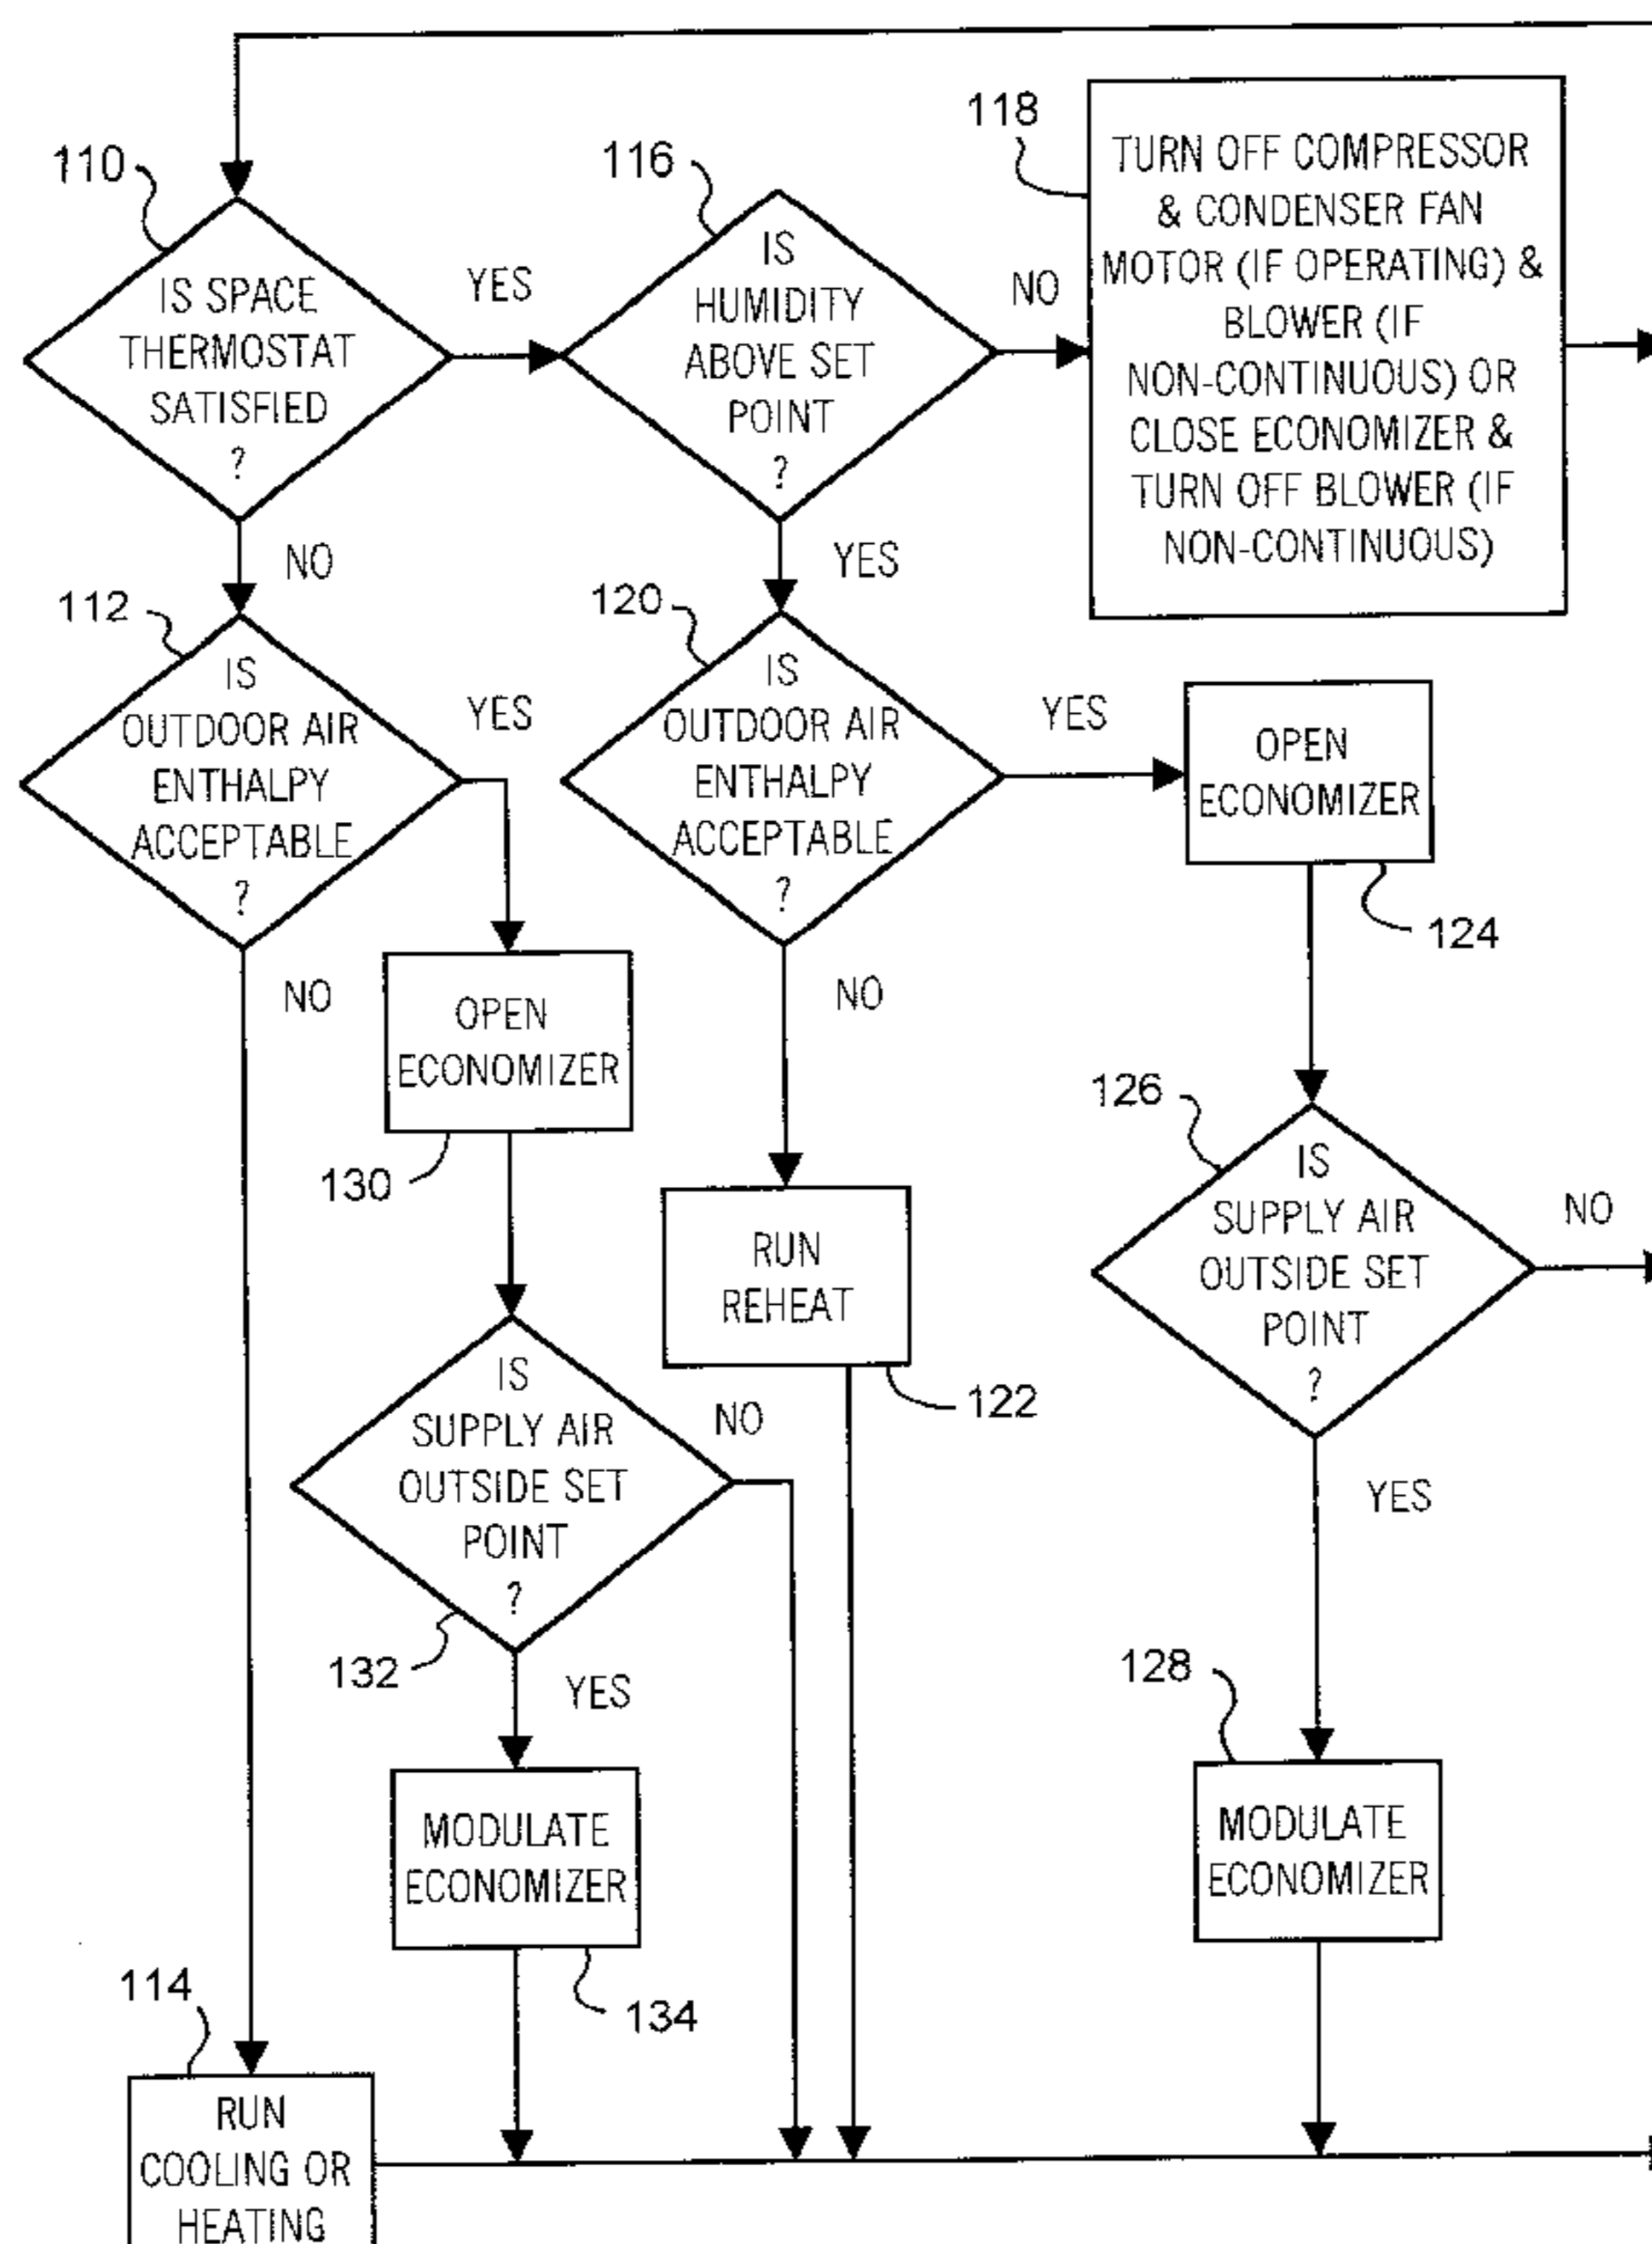 110
IS SPACE
THERMOSTAT
SATISFIED
?
YES
NO
116
IS
HUMIDITY
ABOVE SET
POINT
?
NO
YES
118
TURN OFF COMPRESSOR
& CONDENSER FAN
MOTOR (IF OPERATING) &
BLOWER (IF
NON-CONTINUOUS) OR
CLOSE ECONOMIZER &
TURN OFF BLOWER (IF
NON-CONTINUOUS)
112
IS
OUTDOOR AIR
ENTHALPY
ACCEPTABLE
?
YES
NO
120
IS
OUTDOOR AIR
ENTHALPY
ACCEPTABLE
?
YES
NO
OPEN
ECONOMIZER
124
OPEN
ECONOMIZER
130
RUN
REHEAT
122
126
IS
SUPPLY AIR
OUTSIDE SET
POINT
?
NO
YES
IS
SUPPLY AIR
OUTSIDE SET
POINT
?
NO
132
YES
128
MODULATE
ECONOMIZER
MODULATE
ECONOMIZER
134
114
RUN
COOLING OR
HEATING